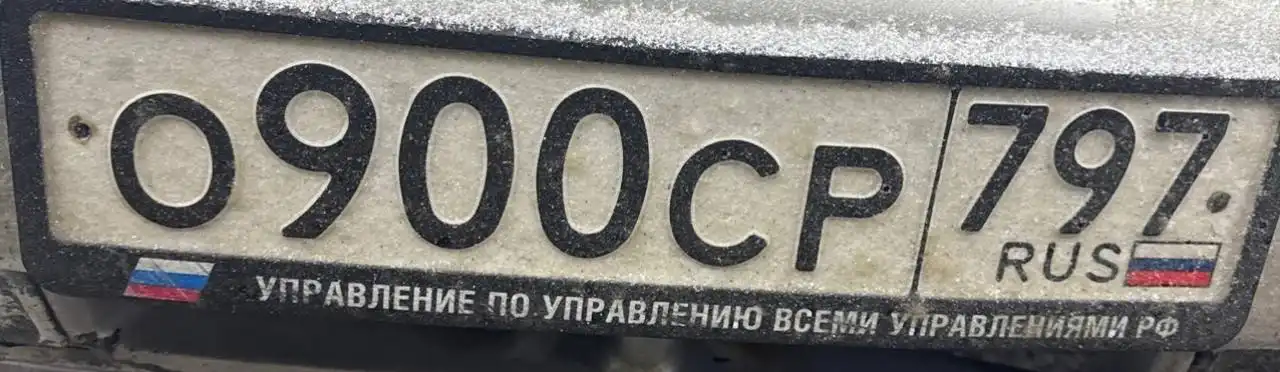 О900СР 797
RUS
УПРАВЛЕНИЕ ПО УПРАВЛЕНИЮ ВСЕМИ УПРАВЛЕНИЯМИ РФ